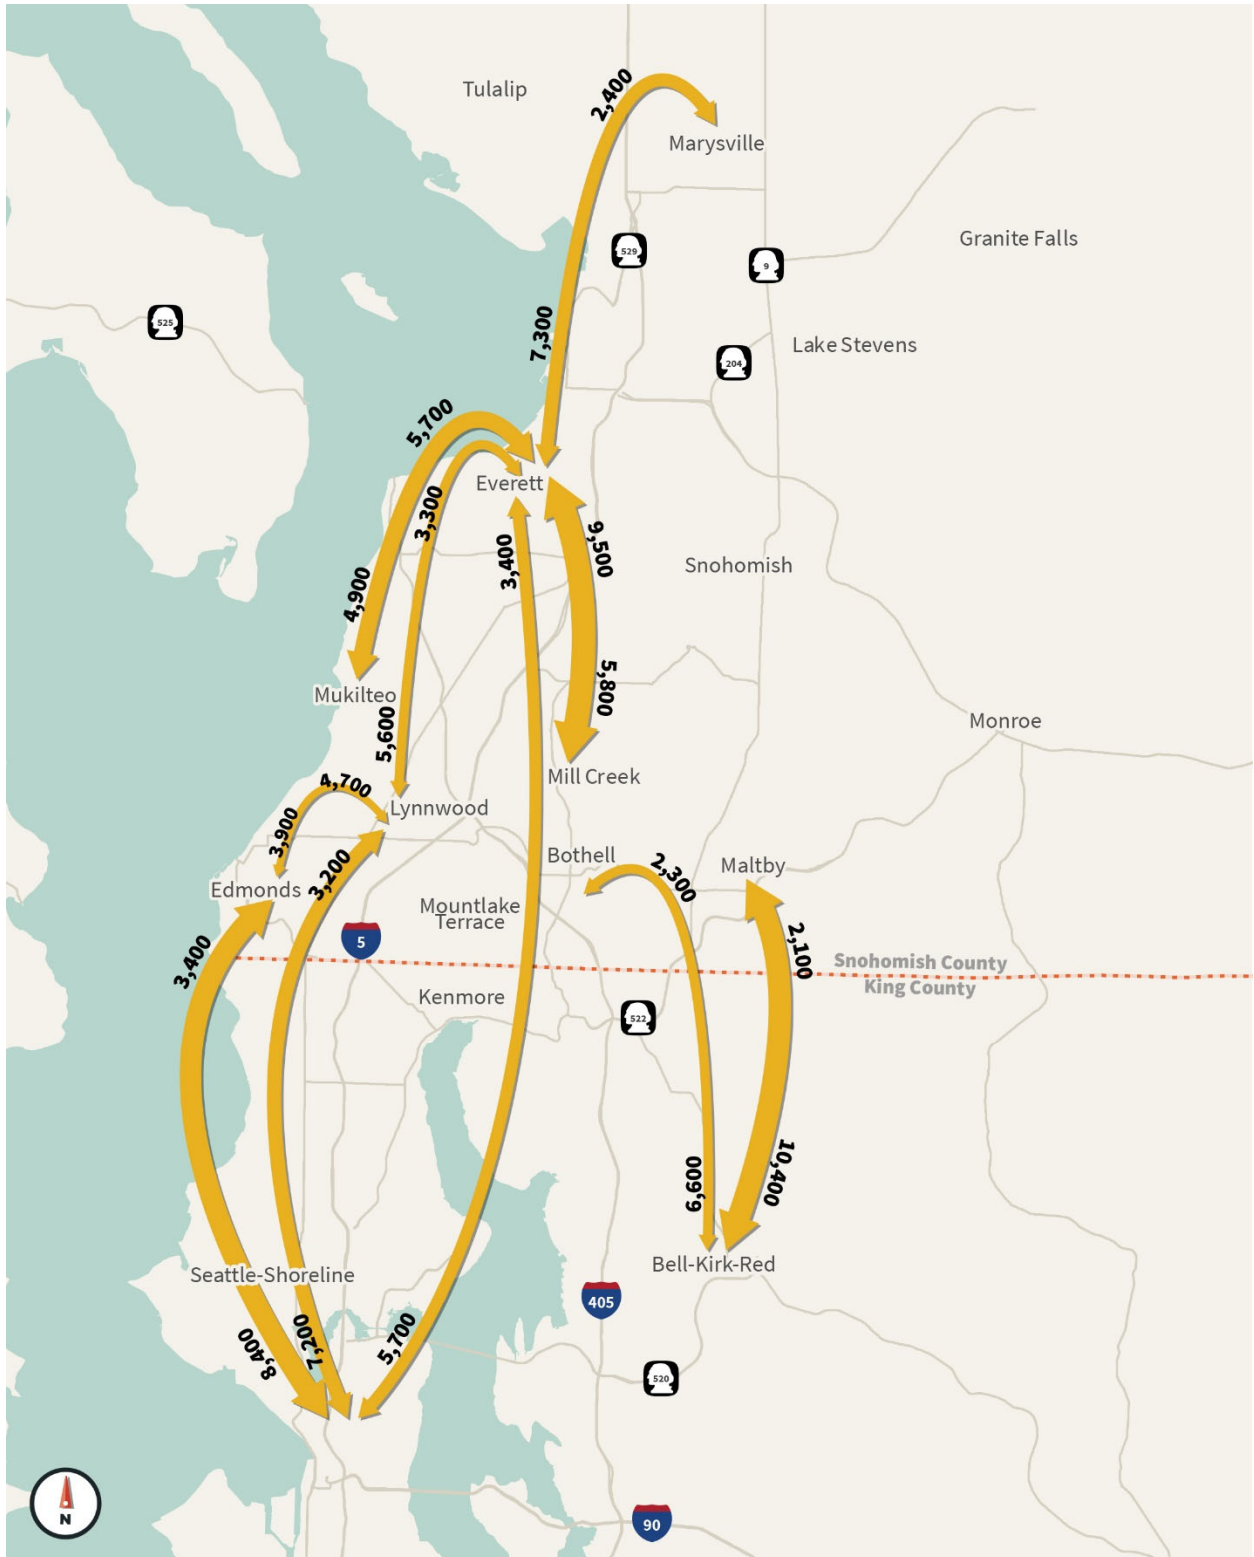 Tulalip
2,400
Marysville
529
9
Granite Falls
525
7,300
204
Lake Stevens
5,700
3,300
Everett
9,500
3,400
Snohomish
4,900
5,800
Mukilteo
5,600
Monroe
Mill Creek
4,700
Lynnwood
3,900
3,200
Bothell
2,300
Maltby
Edmonds
Mountlake
Terrace
5
3,400
2,100
Snohomish County
King County
Kenmore
522
10,400
6,600
Bell-Kirk-Red
Seattle-Shoreline
405
8,400
7,200
5,700
520
N
90